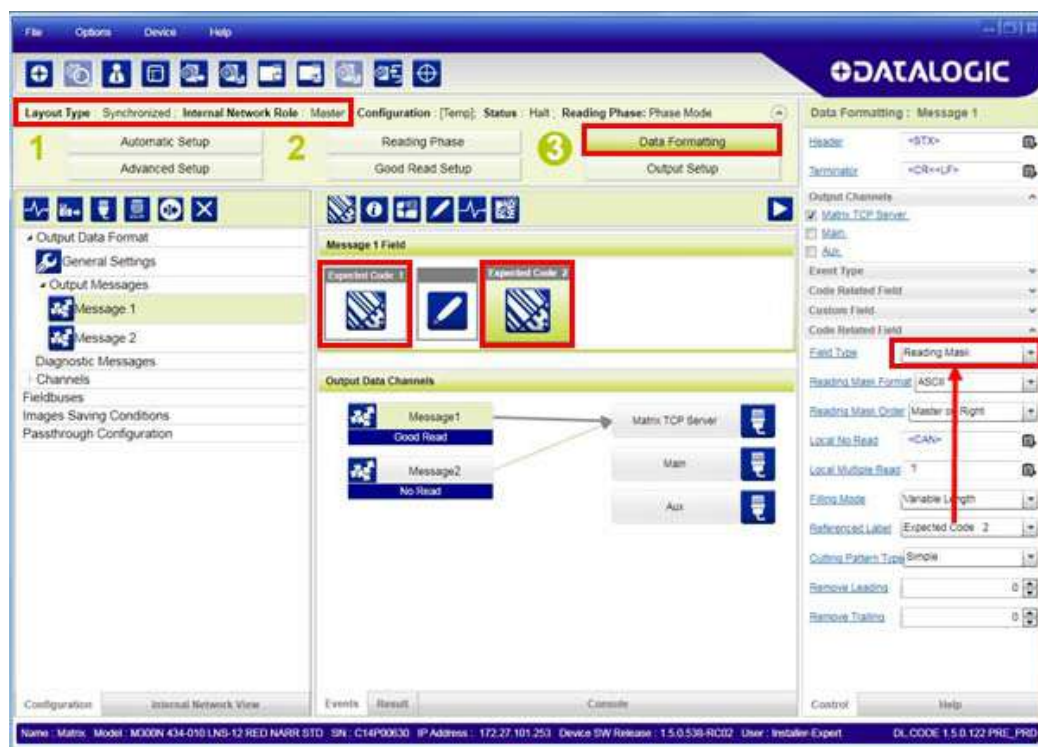 File Options Device Help
DATALOGIC
Layout Type : Synchronized : Internal Network Role : Master : Configuration : [Temp]; Status : Halt ; Reading Phase: Phase Mode
1
Automatic Setup
Advanced Setup
2
Reading Phase
Good Read Setup
3
Data Formatting
Output Setup
Output Data Format
General Settings
Output Messages
Message 1
Message 2
Diagnostic Messages
Channels
Fieldbuses
Images Saving Conditions
Passthrough Configuration
Configuration
Internal Network View
Message 1 Field
Expected Code 1
Expected Code 2
Output Data Channels
Message1
Good Read
Message2
No Read
Matrix TCP Server
Main
Aux
Events
Result
Console
Data Formatting : Message 1
Header <STX>
Terminator <CR><LF>
Output Channels
Matrix TCP Server
Main
Aux
Event Type
Code Related Field
Custom Field
Code Related Field
Field Type Reading Mask
Reading Mask Format ASCII
Reading Mask Order Master on Right
Local No Read <CAN>
Local Multiple Read ?
Filling Mode Variable Length
Referenced Label Expected Code 2
Cutting Pattern Type Simple
Remove Leading 0
Remove Trailing 0
Control
Help
Name : Matrix Model : M300N 434-010 LNS-12 RED NARR STD SN : C14P00630 IP Address : 172.27.101.253 Device SW Release : 1.5.0.538-RC02 User : Installer-Expert DL.CODE 1.5.0.122 PRE_PRD